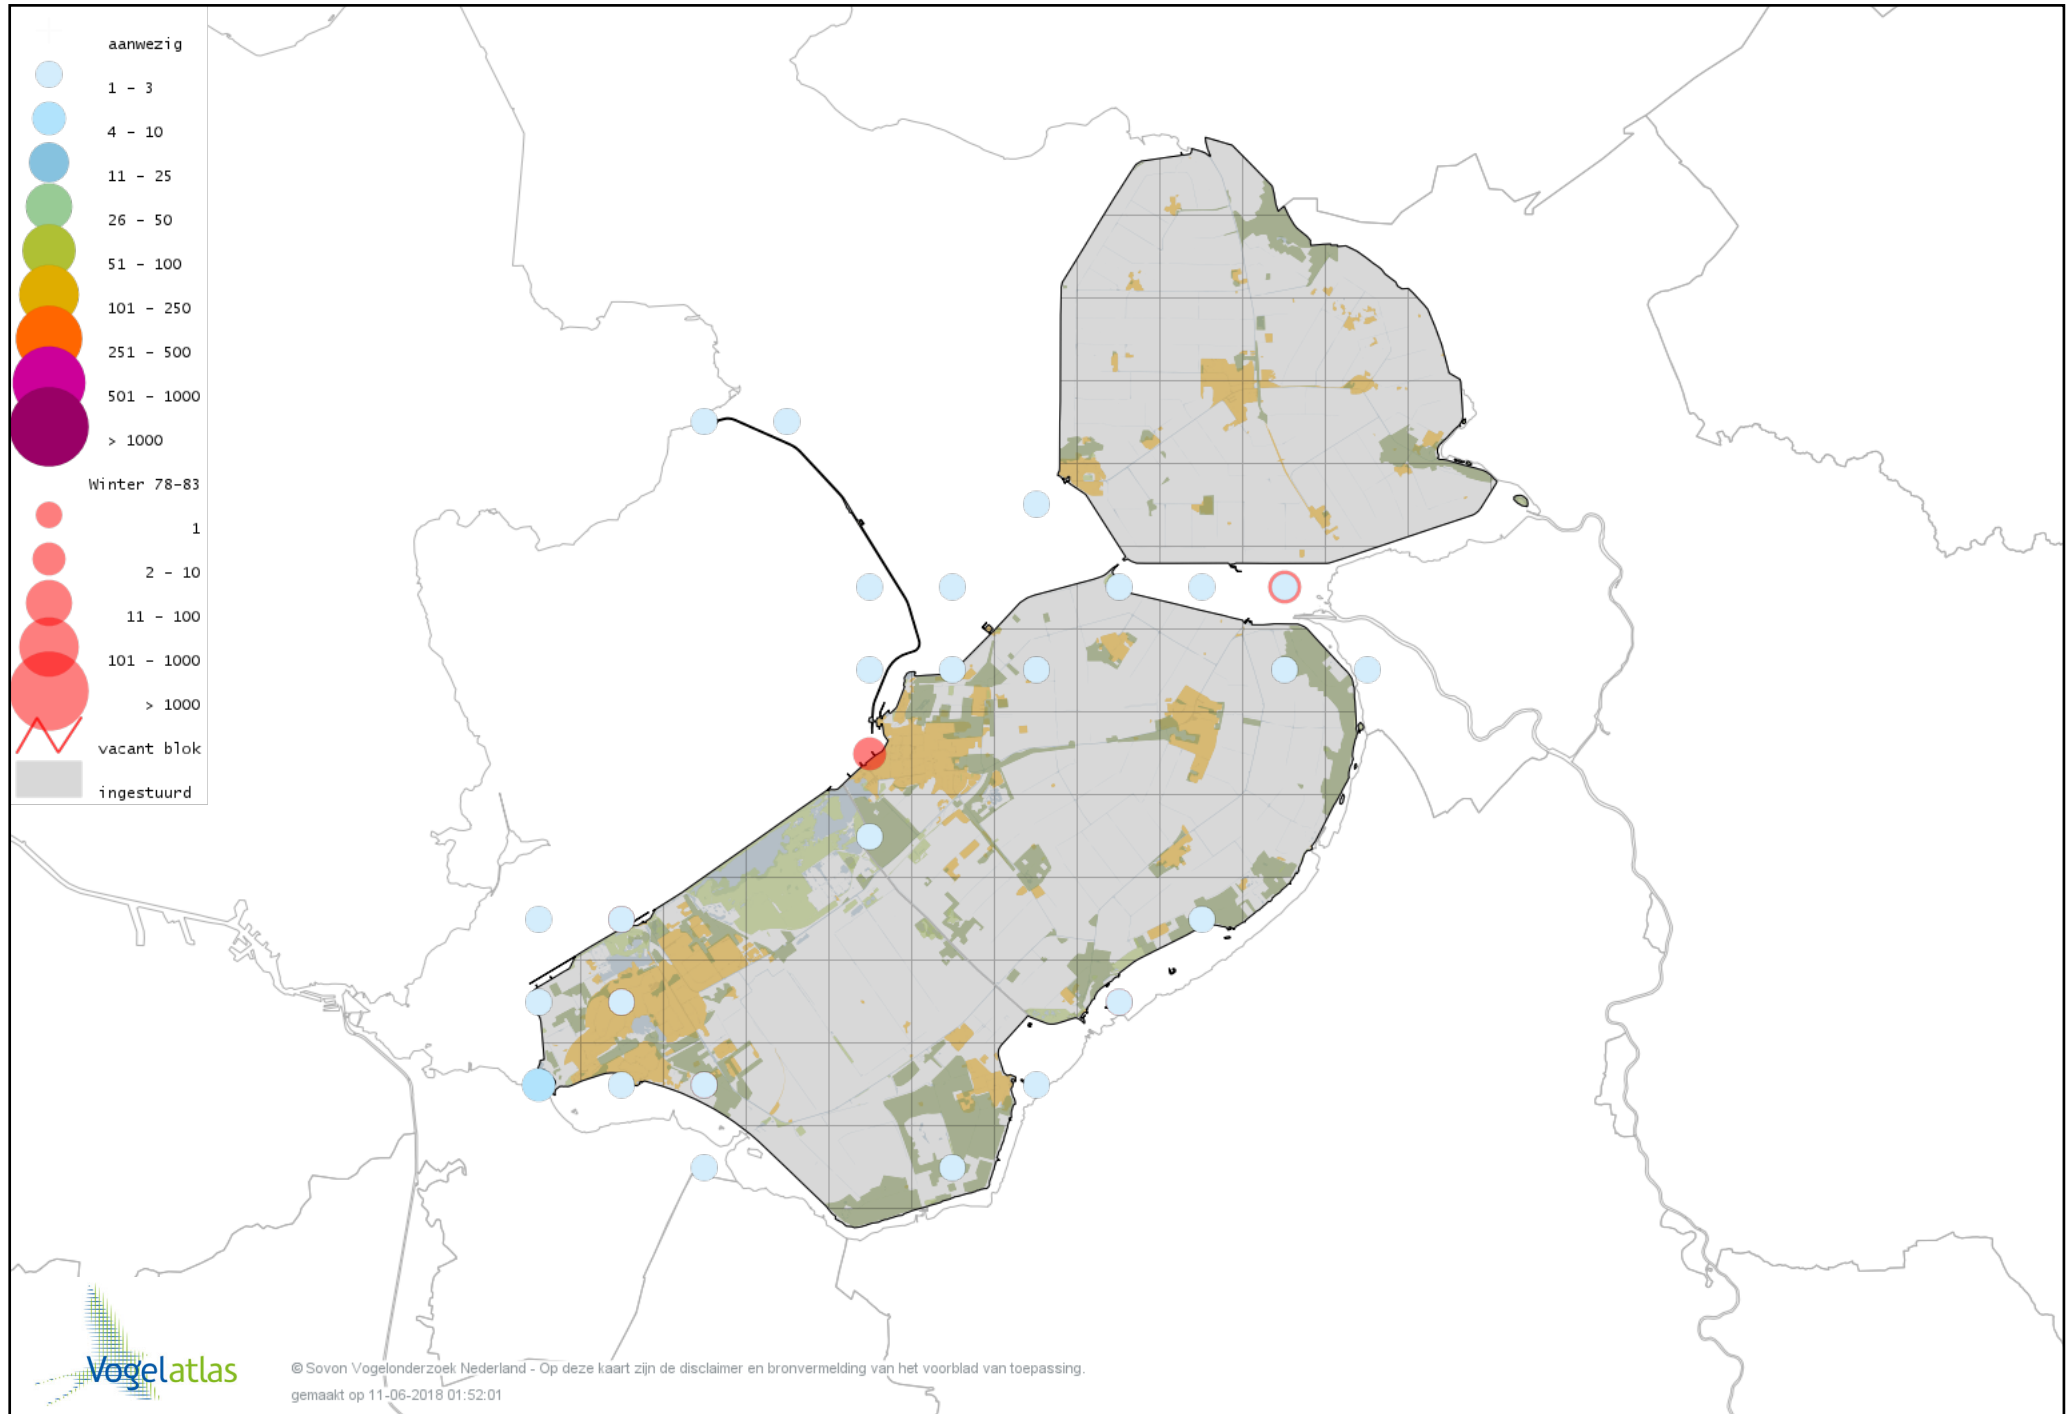 aanwezig
1 - 3
4 - 10
11 - 25
26 - 50
51 - 100
101 - 250
251 - 500
501 - 1000
> 1000
Winter 78-83
1
2 - 10
11 - 100
101 - 1000
> 1000
vacant blok
ingestuurd
Vogelatlas
© Sovon Vogelonderzoek Nederland - Op deze kaart zijn de disclaimer en bronvermelding van het voorblad van toepassing.
gemaakt op 11-06-2018 01:52:01